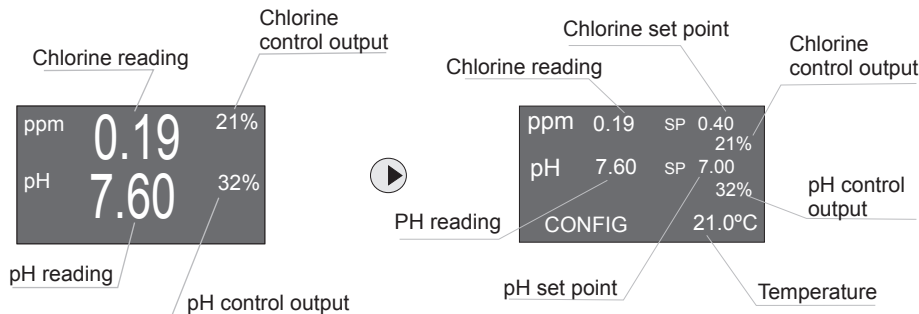 Chlorine
control output
Chlorine reading
ppm 0.19 21%
pH 7.60 32%
pH reading
pH control output
Chlorine set point
Chlorine reading
Chlorine
control output
ppm 0.19 SP 0.40
21%
pH 7.60 SP 7.00
32%
CONFIG 21.0ºC
pH control
output
PH reading
pH set point
Temperature